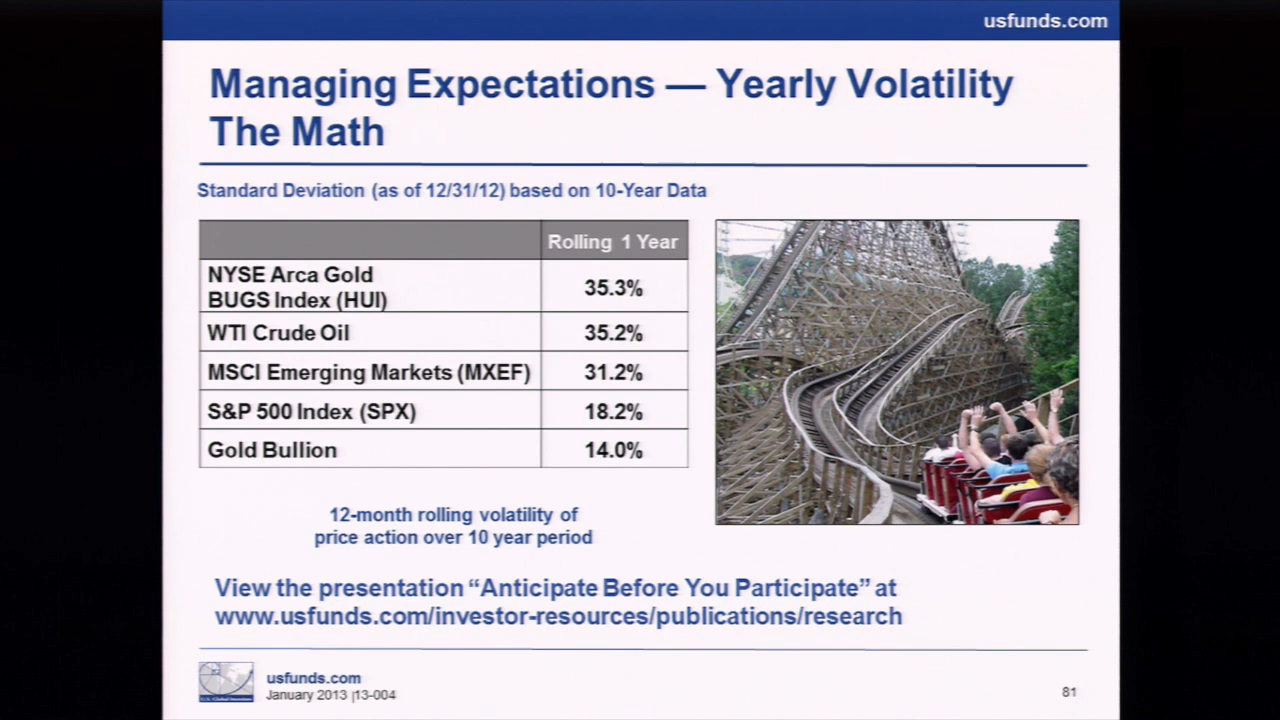 usfunds.com
Managing Expectations — Yearly Volatility
The Math
Standard Deviation (as of 12/31/12) based on 10-Year Data
Rolling 1 Year
NYSE Arca Gold
BUGS Index (HUI)
35.3%
WTI Crude Oil
35.2%
MSCI Emerging Markets (MXEF)
31.2%
S&P 500 Index (SPX)
18.2%
Gold Bullion
14.0%
12-month rolling volatility of
price action over 10 year period
View the presentation “Anticipate Before You Participate” at
www.usfunds.com/investor-resources/publications/research
U.S. Global Investors
usfunds.com
January 2013 |13-004
81